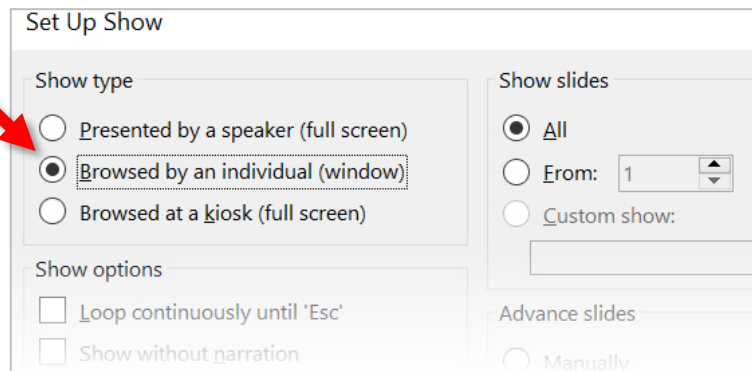 Set Up Show
Show type
Presented by a speaker (full screen)
Browsed by an individual (window)
Browsed at a kiosk (full screen)
Show options
Loop continuously until 'Esc'
Show without narration
Show slides
All
From: 1
Custom show:
Advance slides
Manually